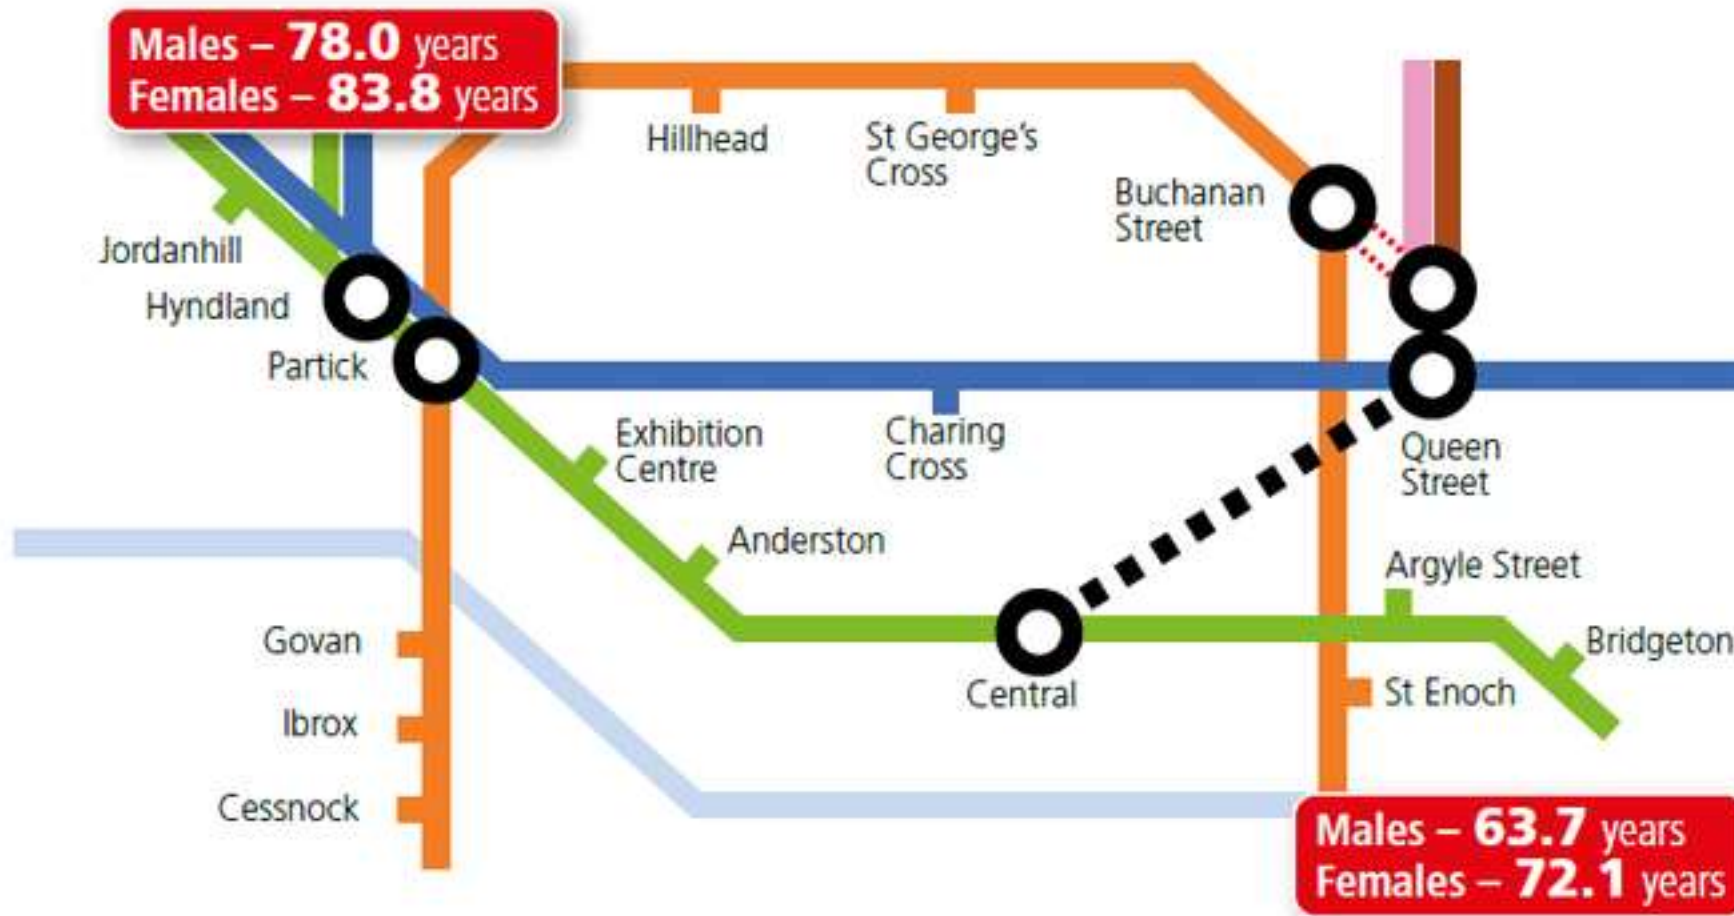 Males – 78.0 years
Females – 83.8 years
Hillhead
St George's
Cross
Buchanan
Street
Jordanhill
Hyndland
Partick
Exhibition
Centre
Charing
Cross
Queen
Street
Anderston
Argyle Street
Govan
Bridgeton
Central
St Enoch
Ibrox
Cessnock
Males – 63.7 years
Females – 72.1 years